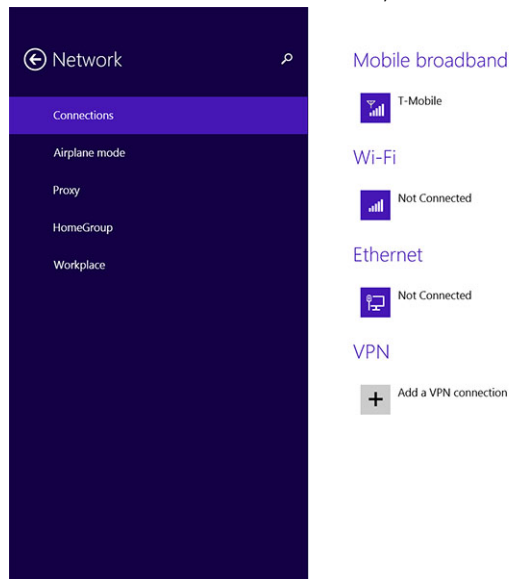 Network
Connections
Airplane mode
Proxy
HomeGroup
Workplace
Mobile broadband
T-Mobile
Wi-Fi
Not Connected
Ethernet
Not Connected
VPN
Add a VPN connection